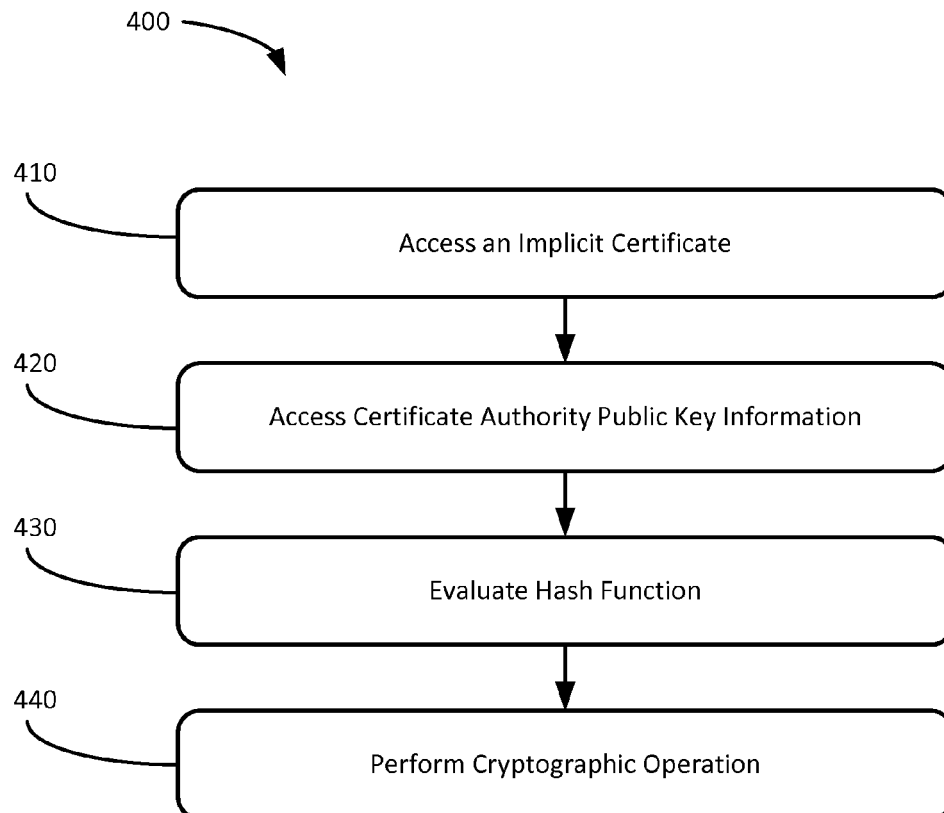 400
410
Access an Implicit Certificate
420
Access Certificate Authority Public Key Information
430
Evaluate Hash Function
440
Perform Cryptographic Operation